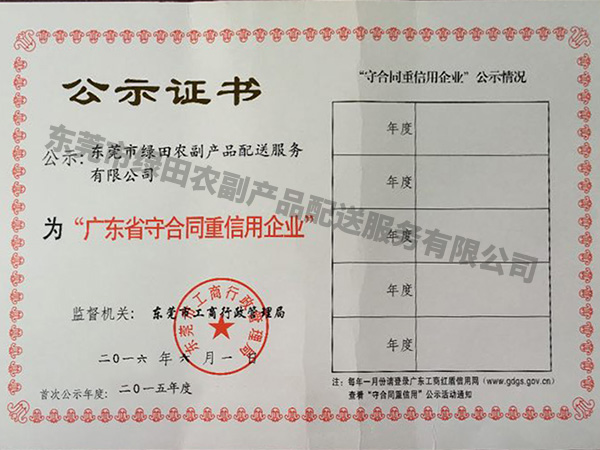 公示证书
公示:东莞市绿田农副产品配送服务
有限公司
为“广东省守合同重信用企业”
监督机关: 东莞市工商行政管理局
二〇一六年六月一日
首次公示年度:二〇一五年度
东莞市工商行政管理局
“守合同重信用企业”公示情况
年度
年度
年度
年度
年度
注: 每年一月份请登录广东工商红盾信用网(www.gdgs.gov.cn)
查看“守合同重信用”公示活动通知
东莞市绿田农副产品配送服务有限公司